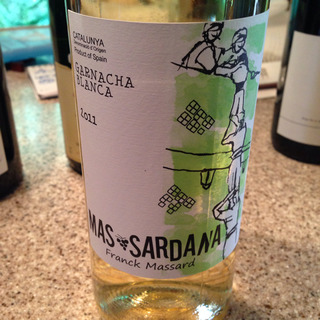 CATALUNYA
Denominació d'Origen
Product of Spain
GARNACHA
BLANCA
2011
MAS SARDANA
Franck Massard